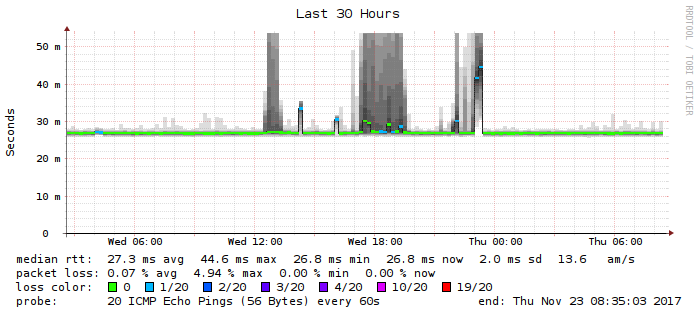 Last 30 Hours
RRDTOOL / TOBI OETIKER
Seconds
50 m
40 m
30 m
20 m
10 m
0
Wed 06:00 Wed 12:00 Wed 18:00 Thu 00:00 Thu 06:00
median rtt: 27.3 ms avg 44.6 ms max 26.8 ms min 26.8 ms now 2.0 ms sd 13.6 am/s
packet loss: 0.07 % avg 4.94 % max 0.00 % min 0.00 % now
loss color: 0 1/20 2/20 3/20 4/20 10/20 19/20
probe: 20 ICMP Echo Pings (56 Bytes) every 60s end: Thu Nov 23 08:35:03 2017